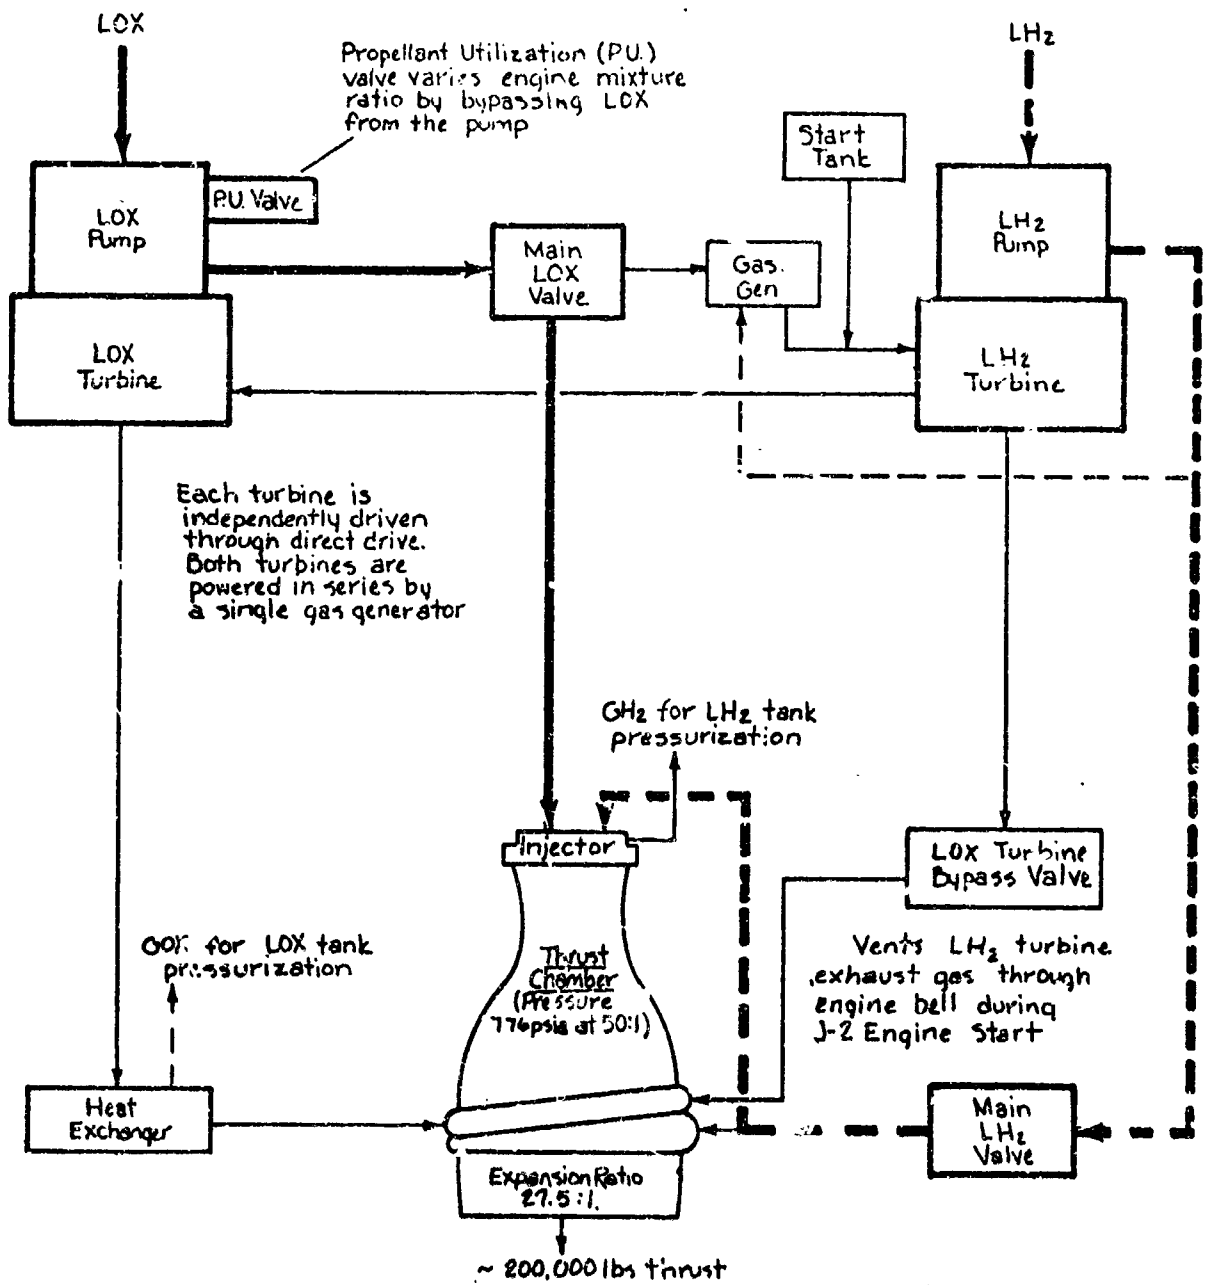 LOX
Propellant Utilization (P.U.)
valve varies engine mixture
ratio by bypassing LOX
from the pump
LH2
Start
Tank
LOX
Pump
P.U. Valve
Main
LOX
Valve
Gas.
Gen
LH2
Pump
LOX
Turbine
LH2
Turbine
Each turbine is
independently driven
through direct drive.
Both turbines are
powered in series by
a single gas generator
GH2 for LH2 tank
pressurization
Injector
LOX Turbine
Bypass Valve
GOX for LOX tank
pressurization
Thrust
Chamber
(Pressure
776psia at 50:1)
Vents LH2 turbine
exhaust gas through
engine bell during
J-2 Engine Start
Heat
Exchanger
Main
LH2
Valve
Expansion Ratio
27.5:1.
~ 200,000 lbs thrust